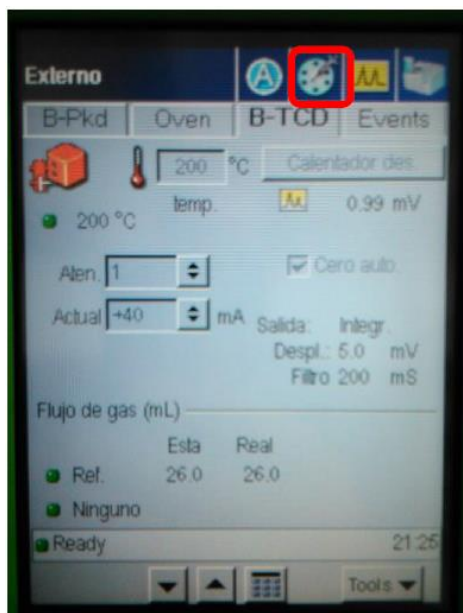 Externo
B-Pkd Oven B-TCD Events
200 °C Calentador des.
temp. 0.99 mV
200 °C
Aten. 1 Cero auto.
Actual +40 mA Salida: Integr.
Despl.: 5.0 mV
Filtro 200 mS
Flujo de gas (mL)
Esta Real
Ref. 26.0 26.0
Ninguno
Ready 21:25
Tools